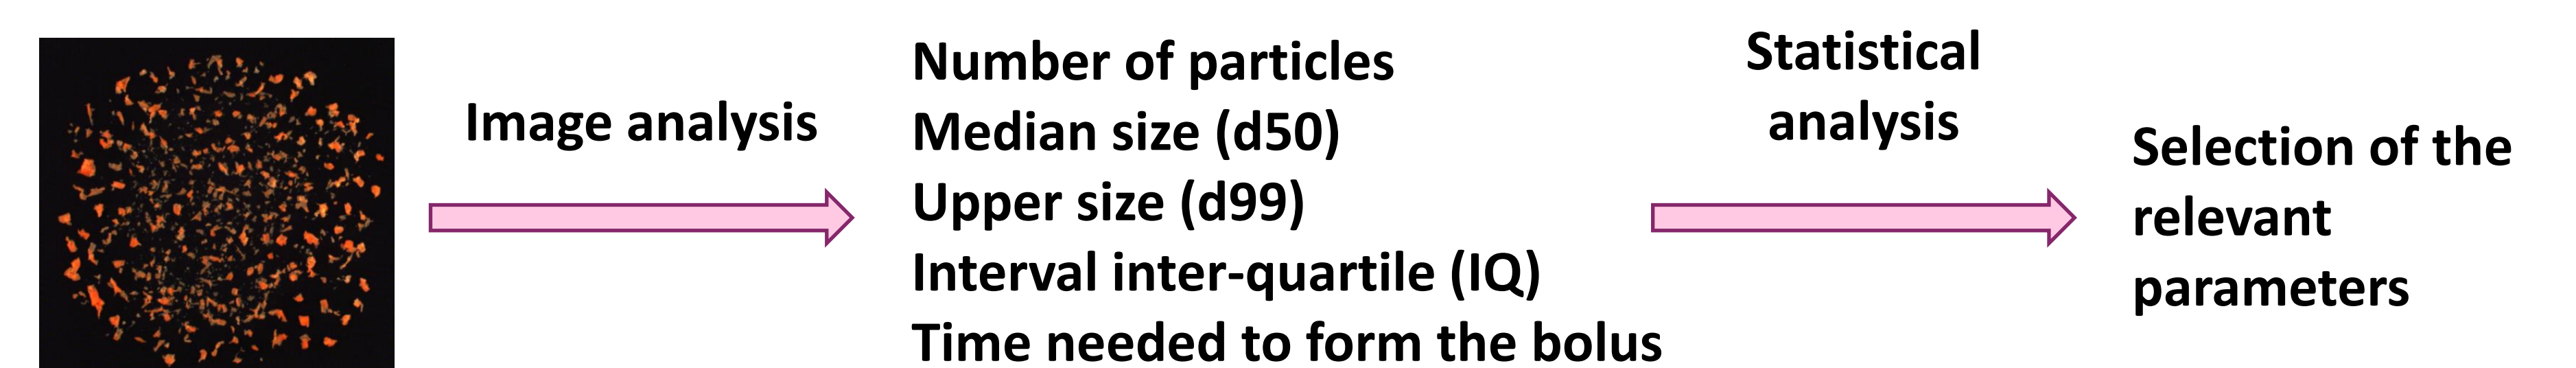 Image analysis
Number of particles
Median size (d50)
Upper size (d99)
Interval inter-quartile (IQ)
Time needed to form the bolus
Statistical
analysis
Selection of the
relevant
parameters